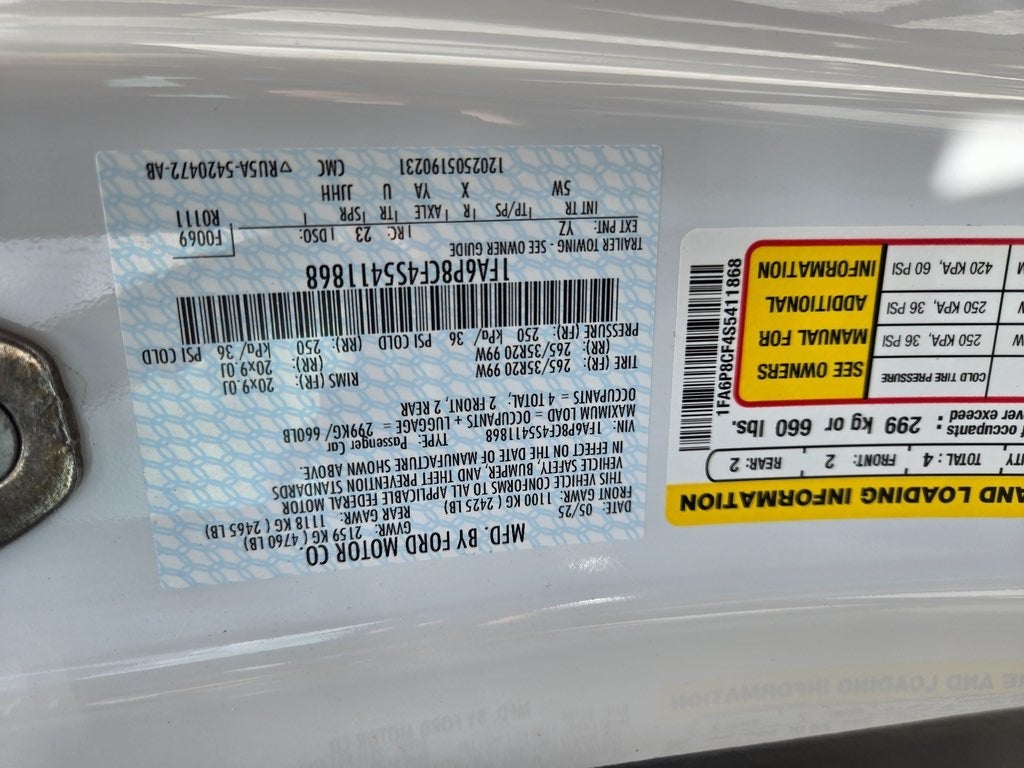 MFD. BY FORD MOTOR CO.
DATE: 05/25 GVWR: 2159 KG ( 4760 LB)
FRONT GAWR: 1100 KG ( 2425 LB) REAR GAWR: 1118 KG ( 2465 LB)
THIS VEHICLE CONFORMS TO ALL APPLICABLE FEDERAL MOTOR
VEHICLE SAFETY, BUMPER, AND THEFT PREVENTION STANDARDS
IN EFFECT ON THE DATE OF MANUFACTURE SHOWN ABOVE.
VIN: 1FA6P8CF4S5411868 TYPE: Passenger Car
MAXIMUM LOAD = OCCUPANTS + LUGGAGE = 299KG/ 660LB
OCCUPANTS = 4 TOTAL, 2 FRONT, 2 REAR
TIRE (FR): 265/35R20 99W RIMS (FR): 20x9.0J
(RR): 265/35R20 99W (RR): 20x9.0J
PRESSURE (FR): 250 kPa/ 36 PSI COLD (RR): 250 kPa/ 36 PSI COLD
1FA6P8CF4S5411868
TRAILER TOWING - SEE OWNER GUIDE
EXT PNT: YZ RC: 23 DSO: F0069
INT TR TP/PS R AXLE TR SPR R0111
5W X YA U JJHH
1202505190231 CMC ▽RU5A-5420472-AB
AND LOADING INFORMATION
TOTAL : 4 FRONT: 2 REAR: 2
f occupants
ver exceed : 299 kg or 660 lbs.
COLD TIRE PRESSURE
250 KPA, 36 PSI
250 KPA, 36 PSI
420 KPA, 60 PSI
SEE OWNERS
MANUAL FOR
ADDITIONAL
INFORMATION
1FA6P8CF4S5411868